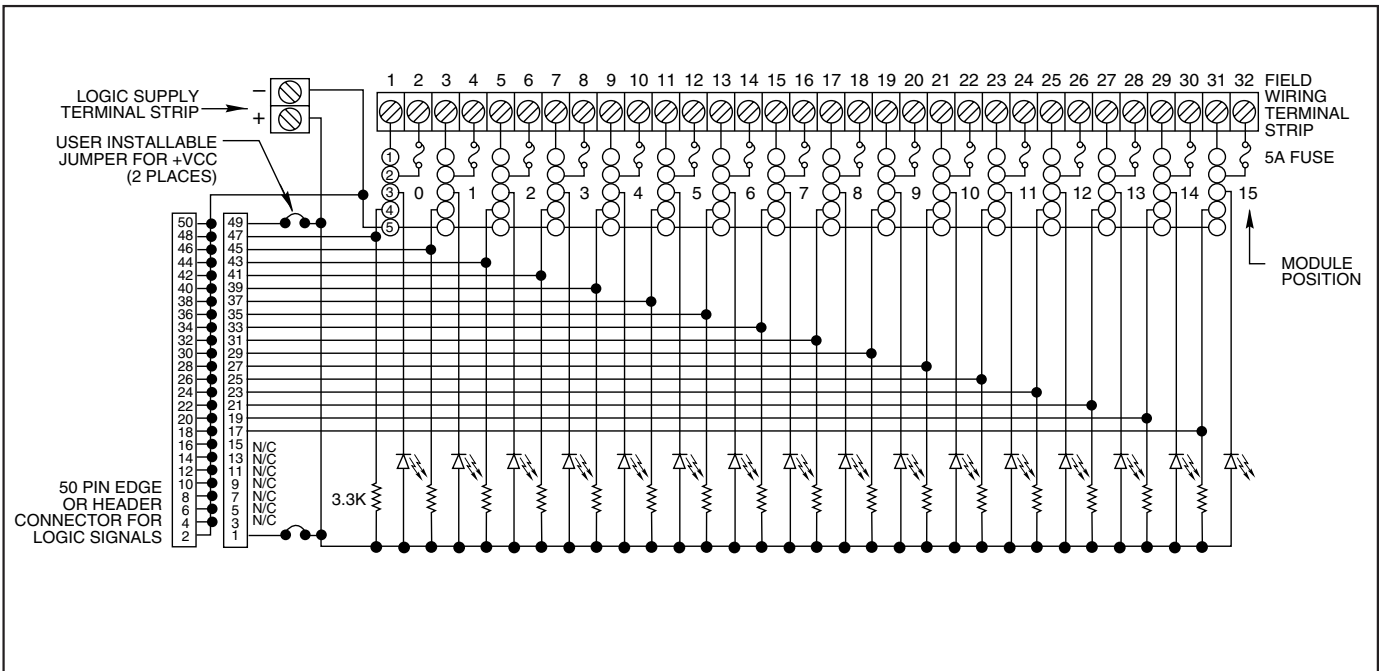 1 2 3 4 5 6 7 8 9 10 11 12 13 14 15 16 17 18 19 20 21 22 23 24 25 26 27 28 29 30 31 32
FIELD
WIRING
TERMINAL
STRIP
LOGIC SUPPLY
TERMINAL STRIP
−
+
USER INSTALLABLE
JUMPER FOR +VCC
(2 PLACES)
5A FUSE
1
2
3
4
5
0 1 2 3 4 5 6 7 8 9 10 11 12 13 14 15
MODULE
POSITION
50 49
48 47
46 45
44 43
42 41
40 39
38 37
36 35
34 33
32 31
30 29
28 27
26 25
24 23
22 21
20 19
18 17
16 15 N/C
14 13 N/C
12 11 N/C
10 9 N/C
8 7 N/C
6 5 N/C
4 3 N/C
2 1
3.3K
50 PIN EDGE
OR HEADER
CONNECTOR FOR
LOGIC SIGNALS